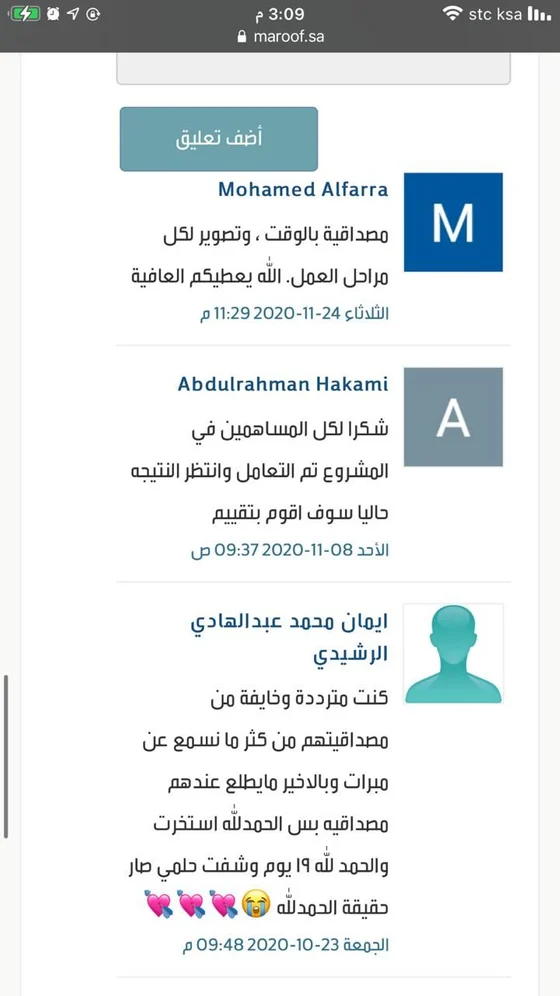 3:09 م
stc ksa
maroof.sa
أضف تعليق
Mohamed Alfarra
M
مصداقية بالوقت ، وتصوير لكل
مراحل العمل. الله يعطيكم العافية
الثلاثاء 24-11-2020 11:29 م
Abdulrahman Hakami
A
شكرا لكل المساهمين في
المشروع تم التعامل وانتظر النتيجه
حاليا سوف اقوم بتقييم
الأحد 08-11-2020 09:37 ص
ايمان محمد عبدالهادي
الرشيدي
كنت مترددة وخايفة من
مصداقيتهم من كثر ما نسمع عن
مبرات وبالاخير مايطلع عندهم
مصداقيه بس الحمدلله استخرت
والحمد لله ١٩ يوم وشفت حلمي صار
حقيقة الحمدلله 😭💘💘💘
الجمعة 23-10-2020 09:48 م